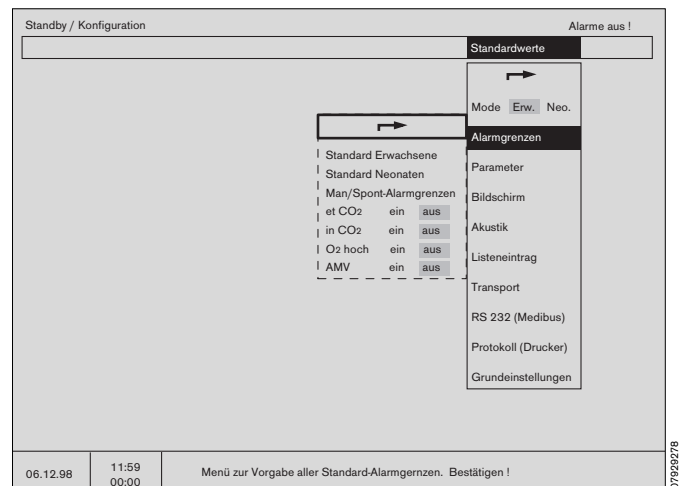 Standby / Konfiguration
Alarme aus !
Standardwerte
Mode Erw. Neo.
Alarmgrenzen
Parameter
Bildschirm
Akustik
Listeneintrag
Transport
RS 232 (Medibus)
Protokoll (Drucker)
Grundeinstellungen
Standard Erwachsene
Standard Neonaten
Man/Spont-Alarmgrenzen
et CO2 ein aus
in CO2 ein aus
O2 hoch ein aus
AMV ein aus
06.12.98
11:59
00:00
Menü zur Vorgabe aller Standard-Alarmgernzen. Bestätigen !
07929278